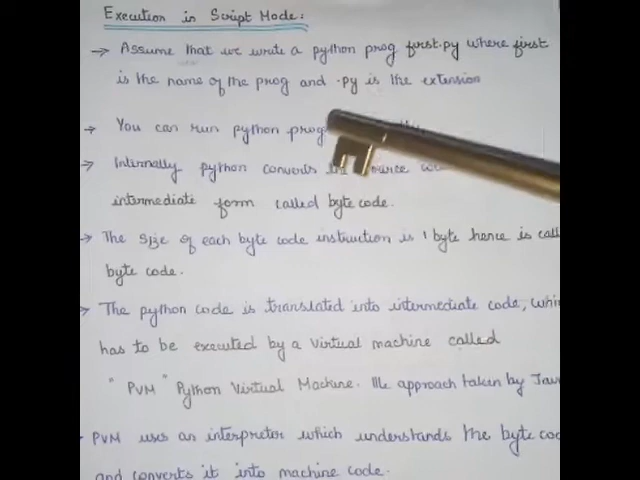 Execution in Script Mode:
→ Assume that we write a python prog first.py where first
is the name of the prog and .py is the extension
→ You can run python prog
→ Internally python converts the
intermediate form called byte code.
→ The size of each byte code instruction is 1 byte hence is call
byte code.
→ The python code is translated into intermediate code, whi
has to be executed by a virtual machine called
"PVM" Python Virtual Machine. The approach taken by Jav
PVM uses an interpreter which understands the byte cod
and converts it into machine code.